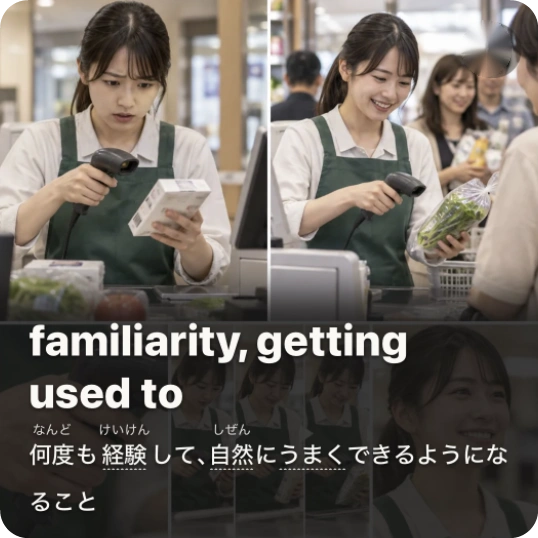 familiarity, getting
used to
なんど けいけん しぜん
何度も経験して、自然にうまくできるようにな
ること